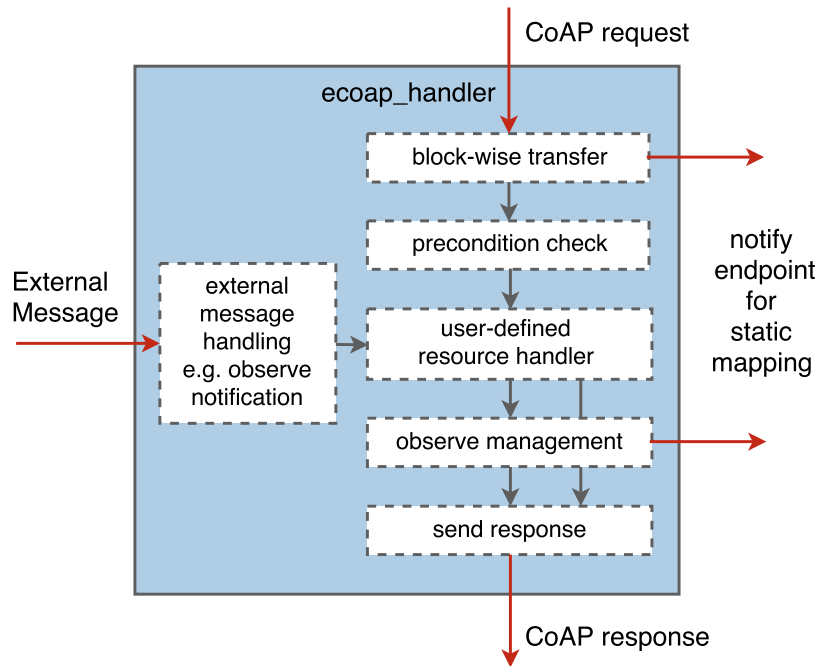 CoAP request
ecoap_handler
block-wise transfer
precondition check
notify
endpoint
for
static
mapping
External
Message
external
message
handling
e.g. observe
notification
user-defined
resource handler
observe management
send response
CoAP response